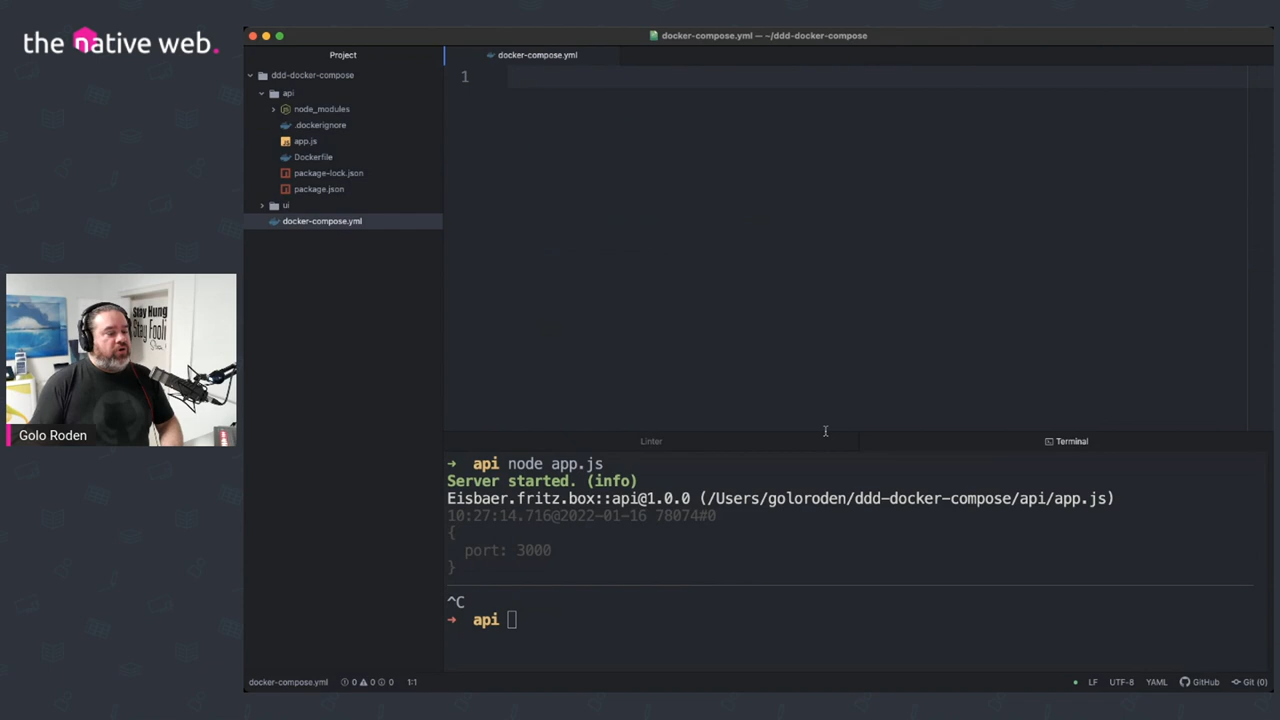 the native web.
docker-compose.yml — ~/ddd-docker-compose
Project
docker-compose.yml
ddd-docker-compose
api
node_modules
.dockerignore
app.js
Dockerfile
package-lock.json
package.json
ui
docker-compose.yml
1
Stay Hung
Stay Fooli
Golo Roden
Linter
Terminal
→ api node app.js
Server started. (info)
Eisbaer.fritz.box::api@1.0.0 (/Users/goloroden/ddd-docker-compose/api/app.js)
10:27:14.716@2022-01-16 78074#0
{
port: 3000
}
^C
→ api
docker-compose.yml 0 0 0 1:1 LF UTF-8 YAML GitHub Git (0)